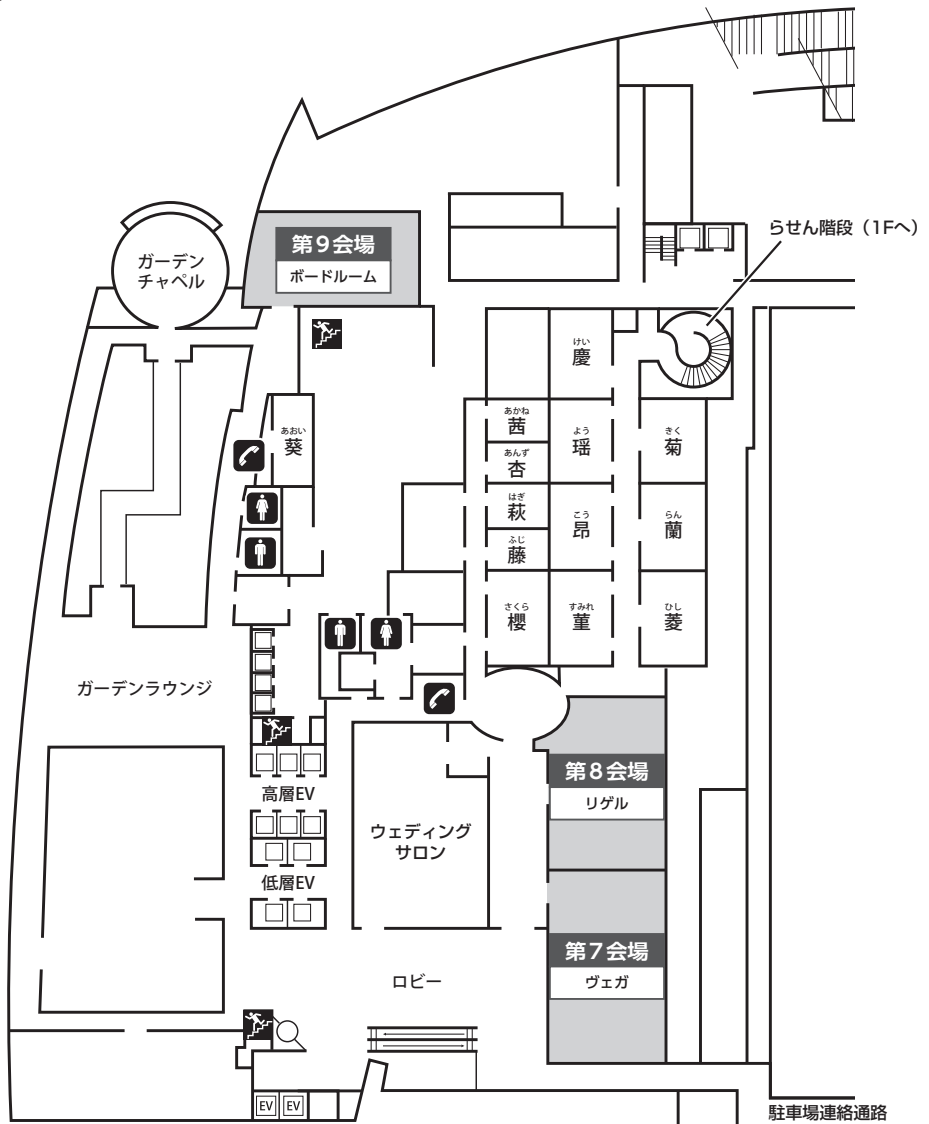 らせん階段（1Fへ）
第9会場
ボードルーム
ガーデン
チャペル
けい
慶
あおい
葵
あかね
茜
あんず
杏
よう
瑶
きく
菊
はぎ
萩
ふじ
藤
こう
昂
らん
蘭
さくら
櫻
すみれ
菫
ひし
菱
ガーデンラウンジ
高層EV
低層EV
ウェディング
サロン
第8会場
リゲル
第7会場
ヴェガ
ロビー
EV
EV
駐車場連絡通路